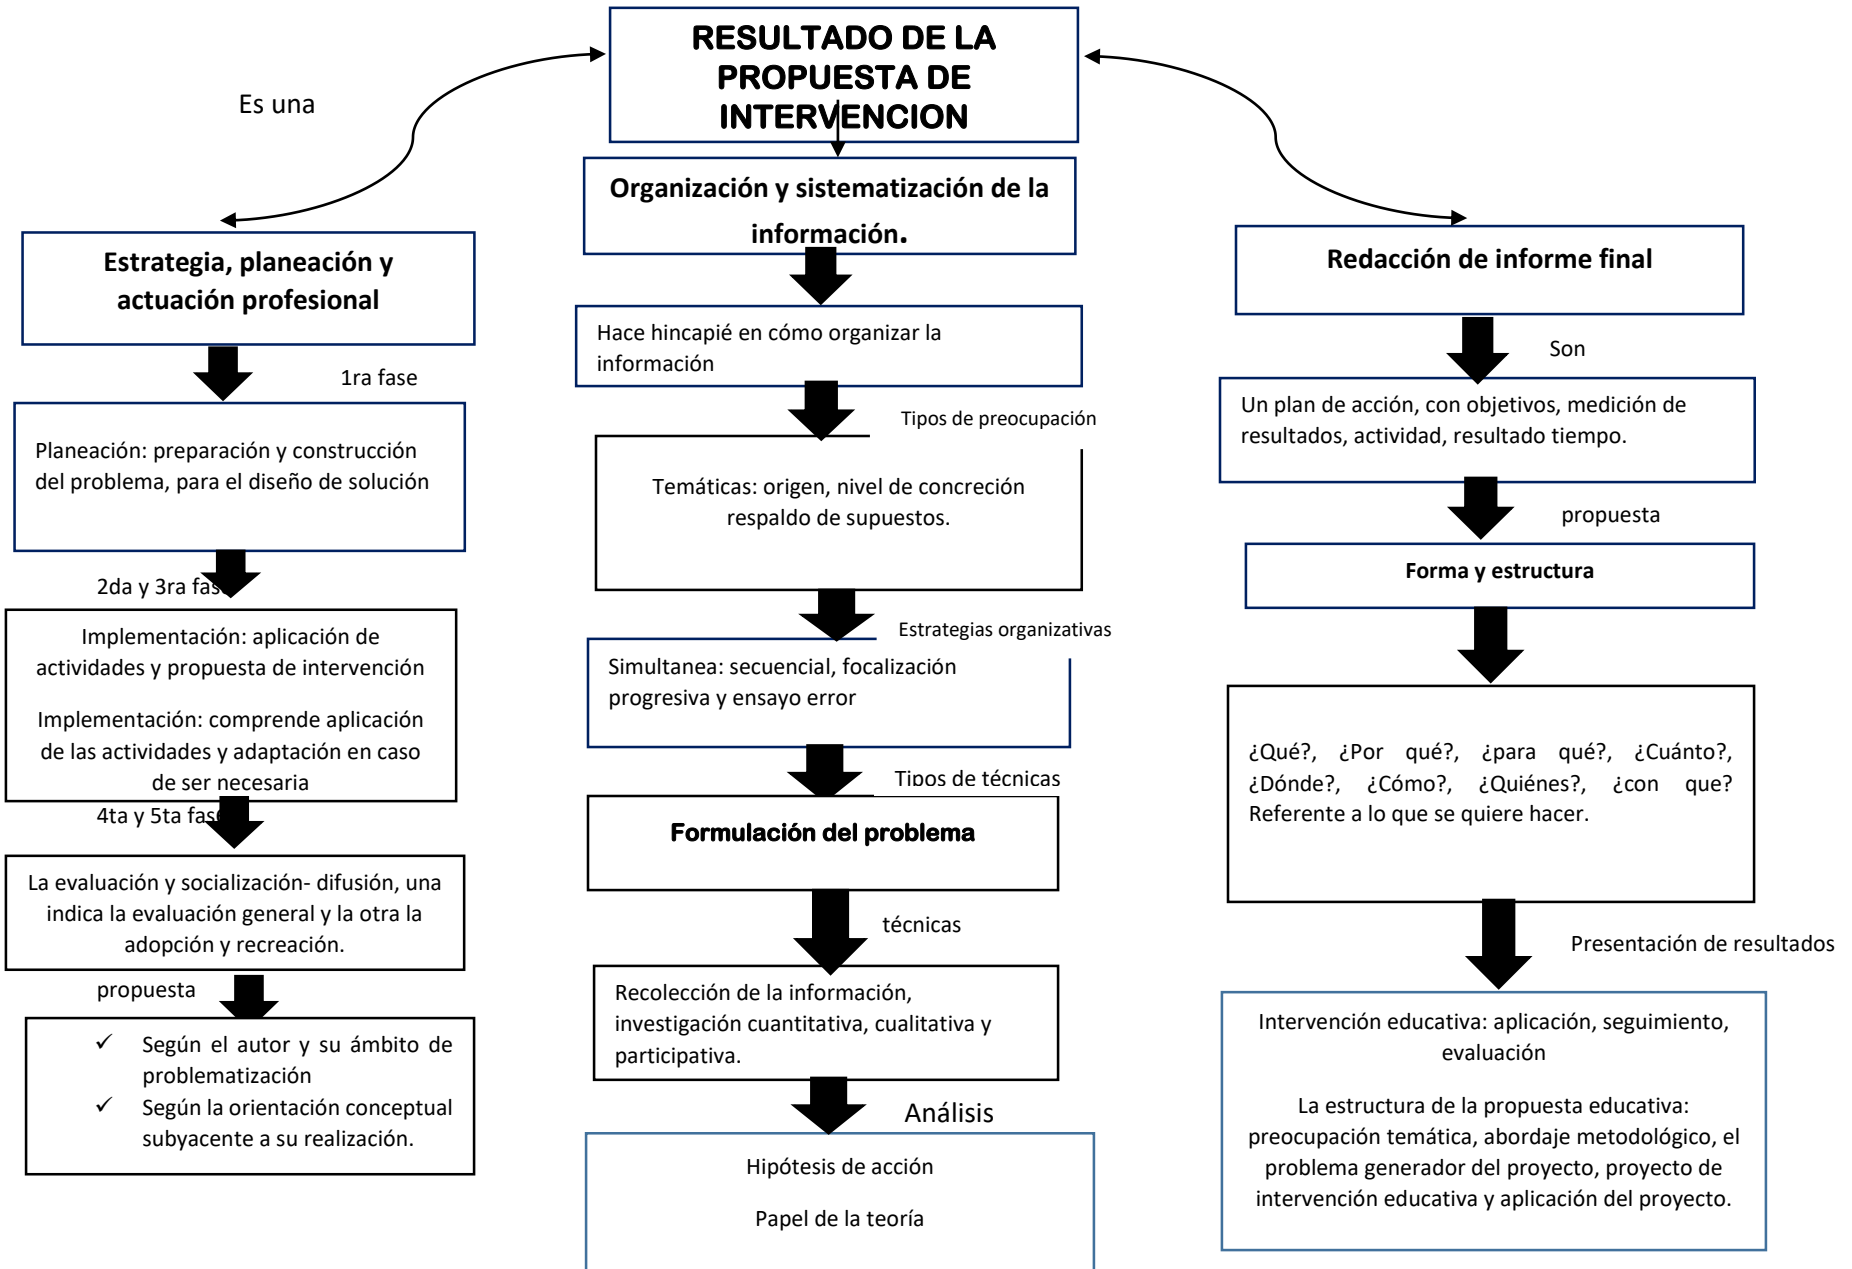 RESULTADO DE LA
PROPUESTA DE
INTERVENCION
Es una
Estrategia, planeación y
actuación profesional
1ra fase
Planeación: preparación y construcción
del problema, para el diseño de solución
2da y 3ra fase
Implementación: aplicación de
actividades y propuesta de intervención
Implementación: comprende aplicación
de las actividades y adaptación en caso
de ser necesaria
4ta y 5ta fase
La evaluación y socialización- difusión, una
indica la evaluación general y la otra la
adopción y recreación.
propuesta
✓ Según el autor y su ámbito de
problematización
✓ Según la orientación conceptual
subyacente a su realización.
Organización y sistematización de la
información.
Hace hincapié en cómo organizar la
información
Tipos de preocupación
Temáticas: origen, nivel de concreción
respaldo de supuestos.
Estrategias organizativas
Simultanea: secuencial, focalización
progresiva y ensayo error
Tipos de técnicas
Formulación del problema
técnicas
Recolección de la información,
investigación cuantitativa, cualitativa y
participativa.
Análisis
Hipótesis de acción
Papel de la teoría
Redacción de informe final
Son
Un plan de acción, con objetivos, medición de
resultados, actividad, resultado tiempo.
propuesta
Forma y estructura
¿Qué?, ¿Por qué?, ¿para qué?, ¿Cuánto?,
¿Dónde?, ¿Cómo?, ¿Quiénes?, ¿con que?
Referente a lo que se quiere hacer.
Presentación de resultados
Intervención educativa: aplicación, seguimiento,
evaluación
La estructura de la propuesta educativa:
preocupación temática, abordaje metodológico, el
problema generador del proyecto, proyecto de
intervención educativa y aplicación del proyecto.